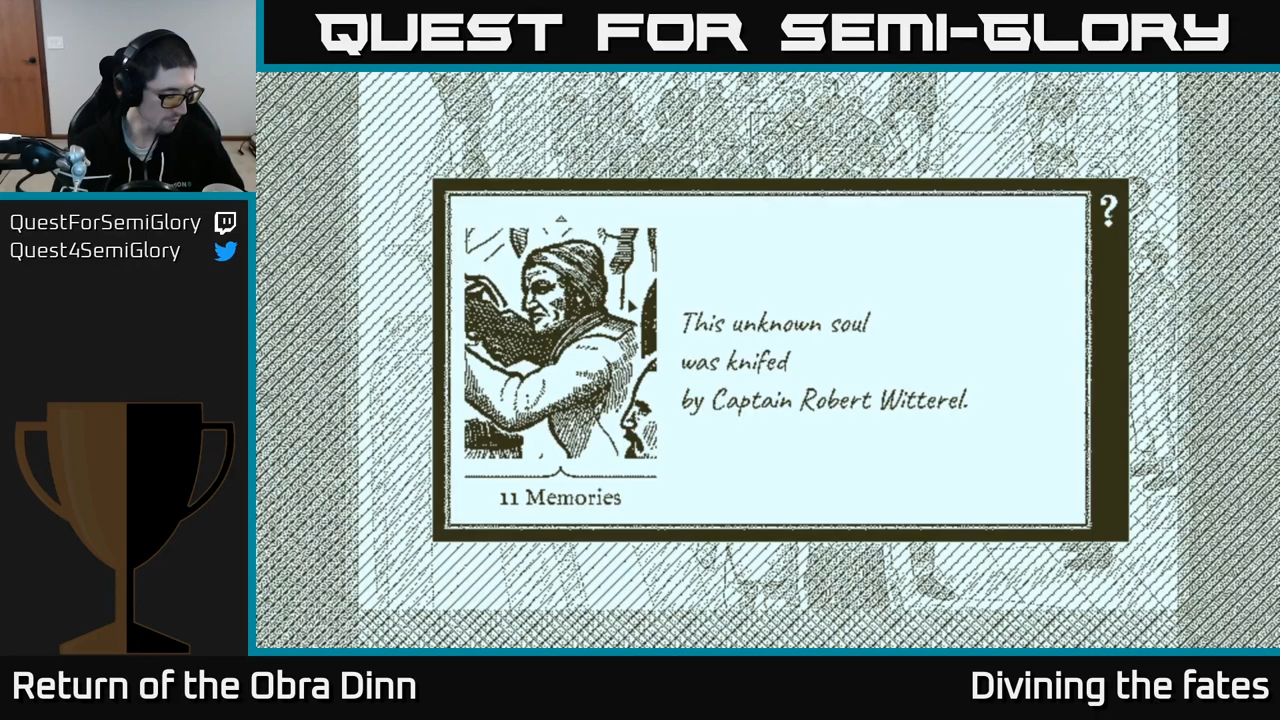 QUEST FOR SEMI-GLORY
QuestForSemiGlory
Quest4SemiGlory
?
This unknown soul
was knifed
by Captain Robert Witterel.
11 Memories
Return of the Obra Dinn
Divining the fates